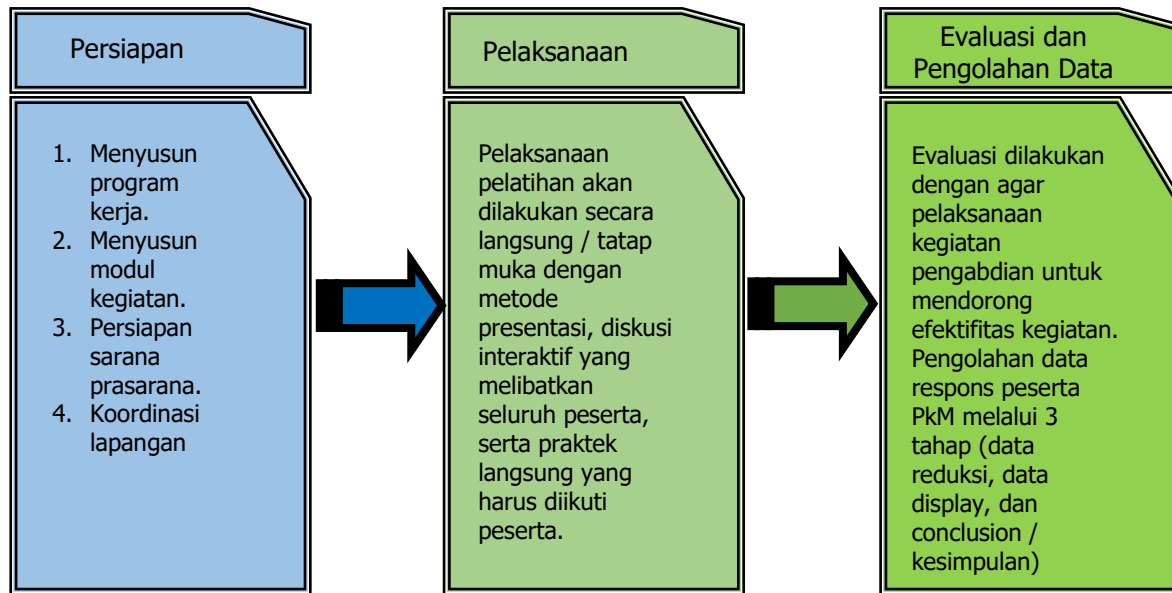 Persiapan
1. Menyusun
program
kerja.
2. Menyusun
modul
kegiatan.
3. Persiapan
sarana
prasarana.
4. Koordinasi
lapangan
Pelaksanaan
Pelaksanaan
pelatihan akan
dilakukan secara
langsung / tatap
muka dengan
metode
presentasi, diskusi
interaktif yang
melibatkan
seluruh peserta,
serta praktek
langsung yang
harus diikuti
peserta.
Evaluasi dan
Pengolahan Data
Evaluasi dilakukan
dengan agar
pelaksanaan
kegiatan
pengabdian untuk
mendorong
efektifitas kegiatan.
Pengolahan data
respons peserta
PkM melalui 3
tahap (data
reduksi, data
display, dan
conclusion /
kesimpulan)